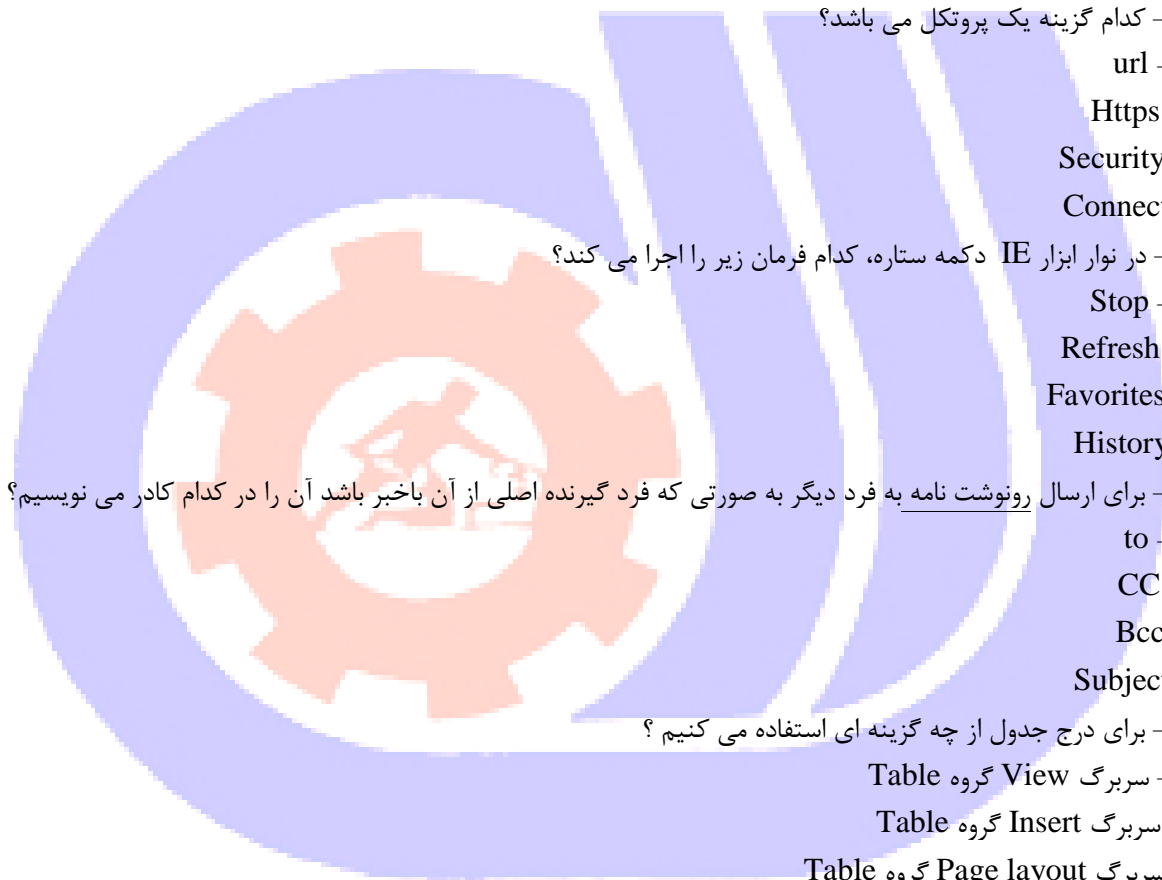 - کدام گزینه یک پروتکل می باشد؟
- url
Https
Security
Connect
- در نوار ابزار IE دکمه ستاره، کدام فرمان زیر را اجرا می کند؟
- Stop
Refresh
Favorites
History
- برای ارسال رونوشت نامه به فرد دیگر به صورتی که فرد گیرنده اصلی از آن باخبر باشد آن را در کدام کادر می نویسیم؟
- to
CC
Bcc
Subject
- برای درج جدول از چه گزینه ای استفاده می کنیم ؟
- سربرگ View گروه Table
سربرگ Insert گروه Table
سربرگ Page layout گروه Table